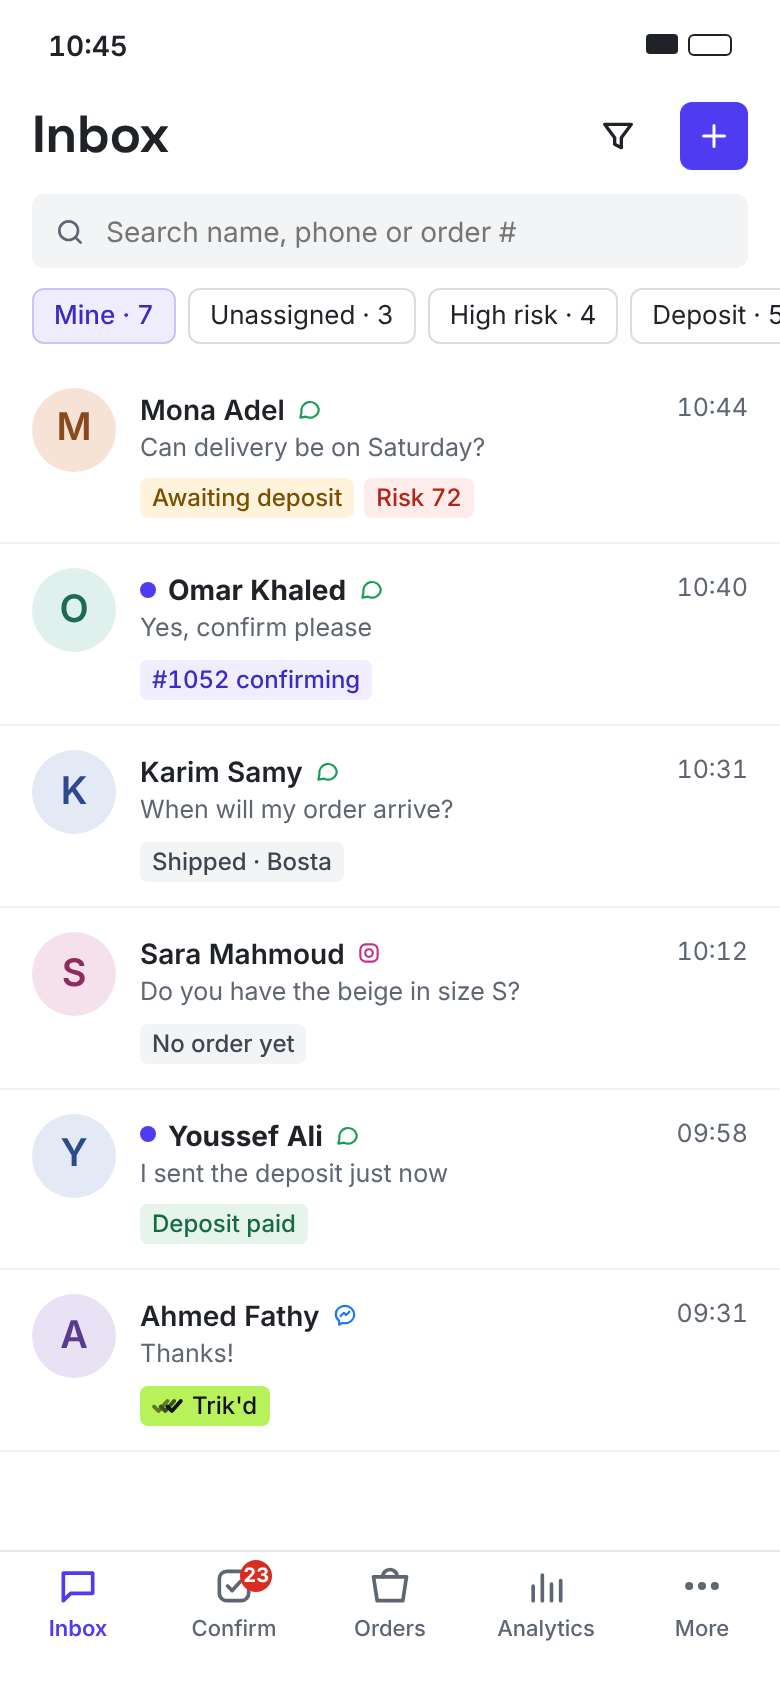 10:45
Inbox
Search name, phone or order #
Mine · 7
Unassigned · 3
High risk · 4
Deposit · 5
M
Mona Adel
10:44
Can delivery be on Saturday?
Awaiting deposit
Risk 72
O
Omar Khaled
10:40
Yes, confirm please
#1052 confirming
K
Karim Samy
10:31
When will my order arrive?
Shipped · Bosta
S
Sara Mahmoud
10:12
Do you have the beige in size S?
No order yet
Y
Youssef Ali
09:58
I sent the deposit just now
Deposit paid
A
Ahmed Fathy
09:31
Thanks!
Trik'd
23
Inbox
Confirm
Orders
Analytics
More